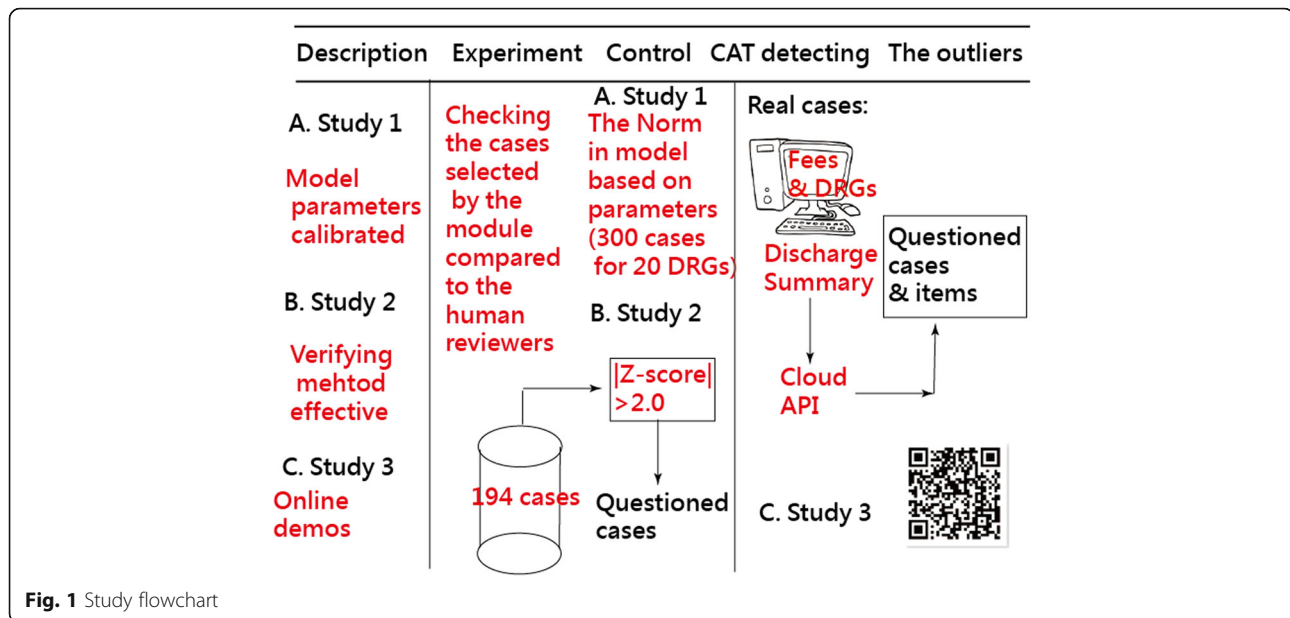 Description Experiment Control CAT detecting The outliers
A. Study 1
Model
parameters
calibrated
B. Study 2
Verifying
mehtod
effective
C. Study 3
Online
demos
Checking
the cases
selected
by the
module
compared
to the
human
reviewers
194 cases
A. Study 1
The Norm
in model
based on
parameters
(300 cases
for 20 DRGs)
B. Study 2
|Z-score|
>2.0
Questioned
cases
Real cases:
Fees
& DRGs
Discharge
Summary
Cloud
API
Questioned
cases
& items
C. Study 3
Fig. 1 Study flowchart